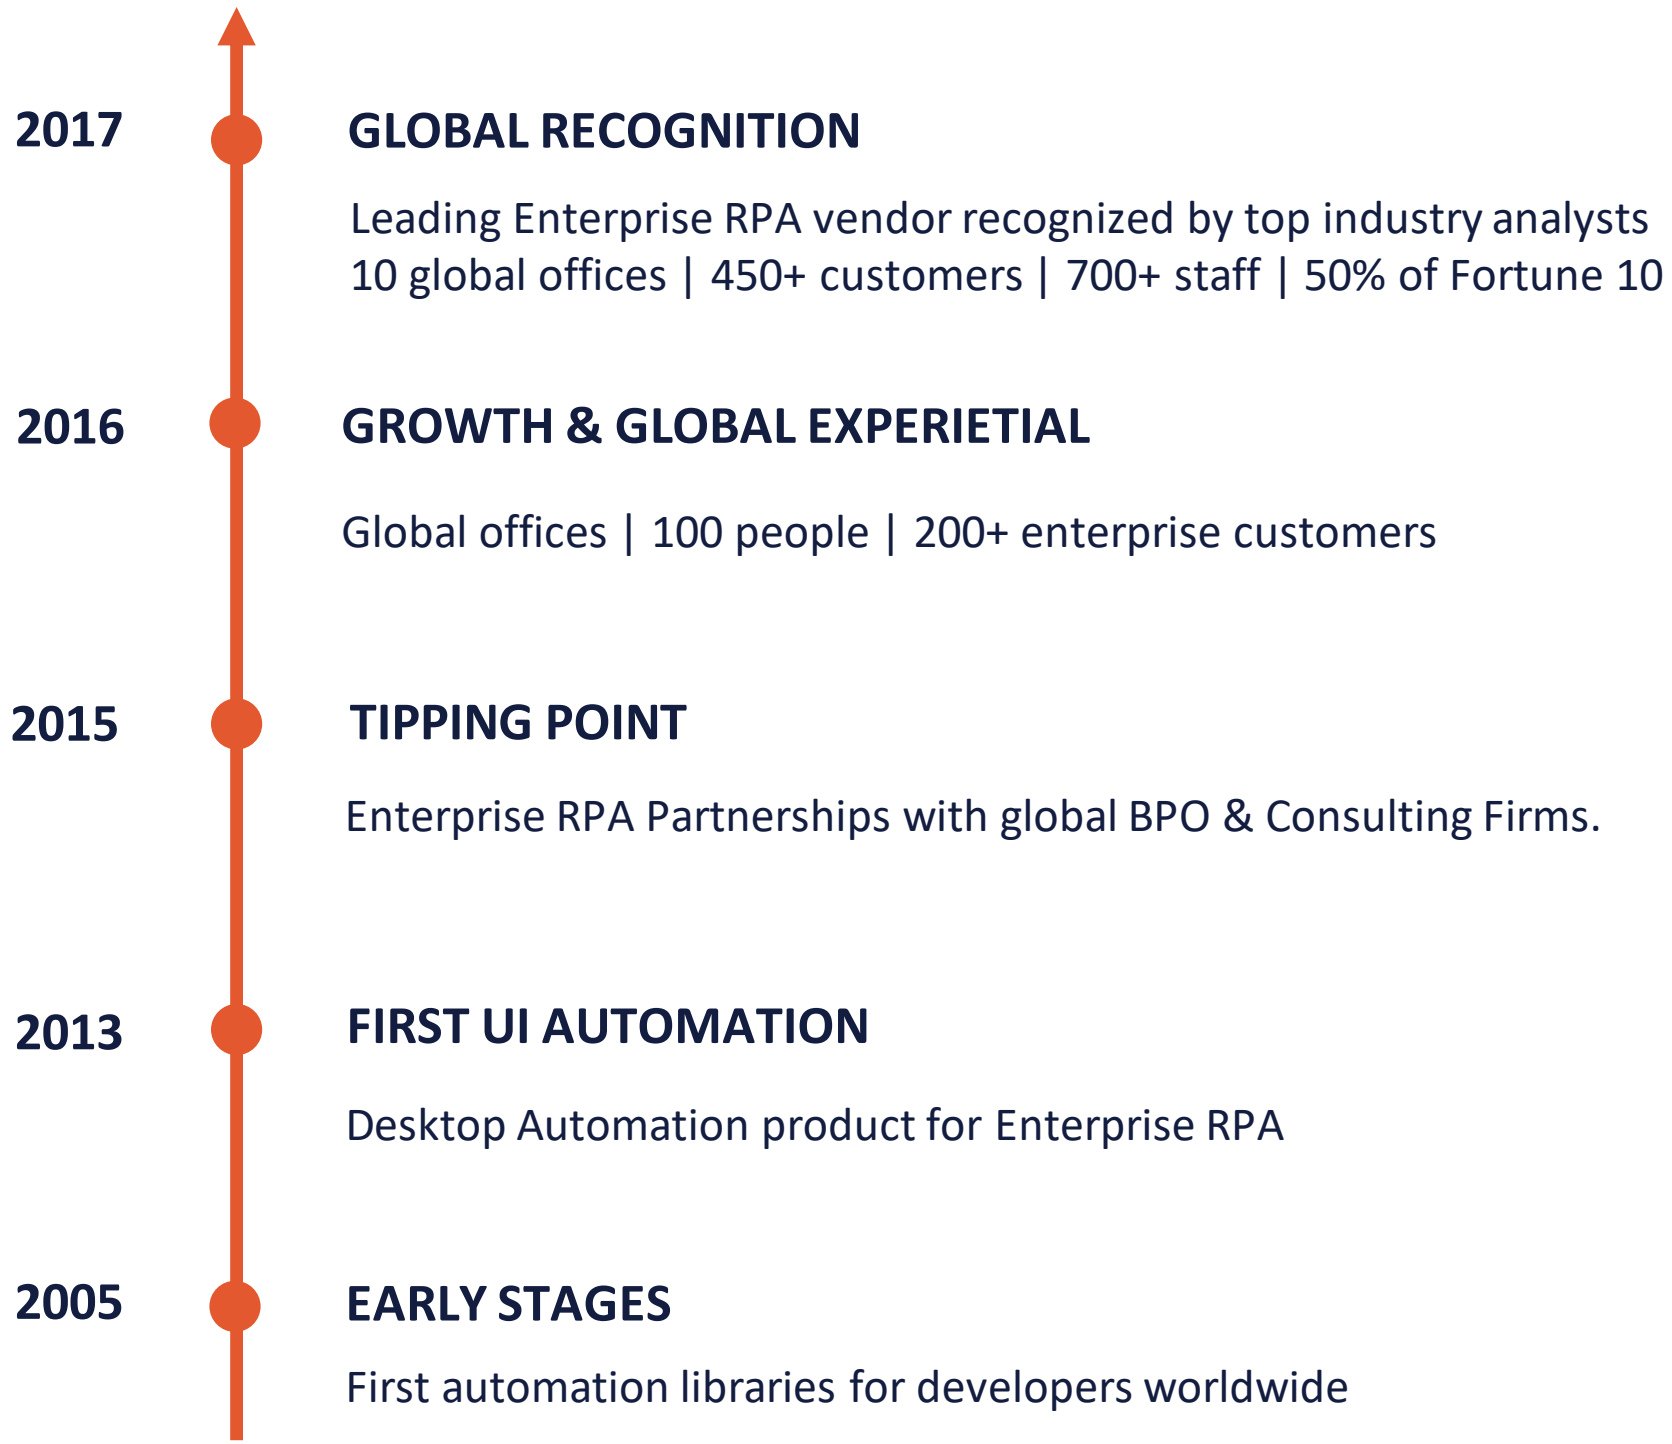 2017
GLOBAL RECOGNITION
Leading Enterprise RPA vendor recognized by top industry analysts
10 global offices | 450+ customers | 700+ staff | 50% of Fortune 10
2016
GROWTH & GLOBAL EXPERIETIAL
Global offices | 100 people | 200+ enterprise customers
2015
TIPPING POINT
Enterprise RPA Partnerships with global BPO & Consulting Firms.
2013
FIRST UI AUTOMATION
Desktop Automation product for Enterprise RPA
2005
EARLY STAGES
First automation libraries for developers worldwide